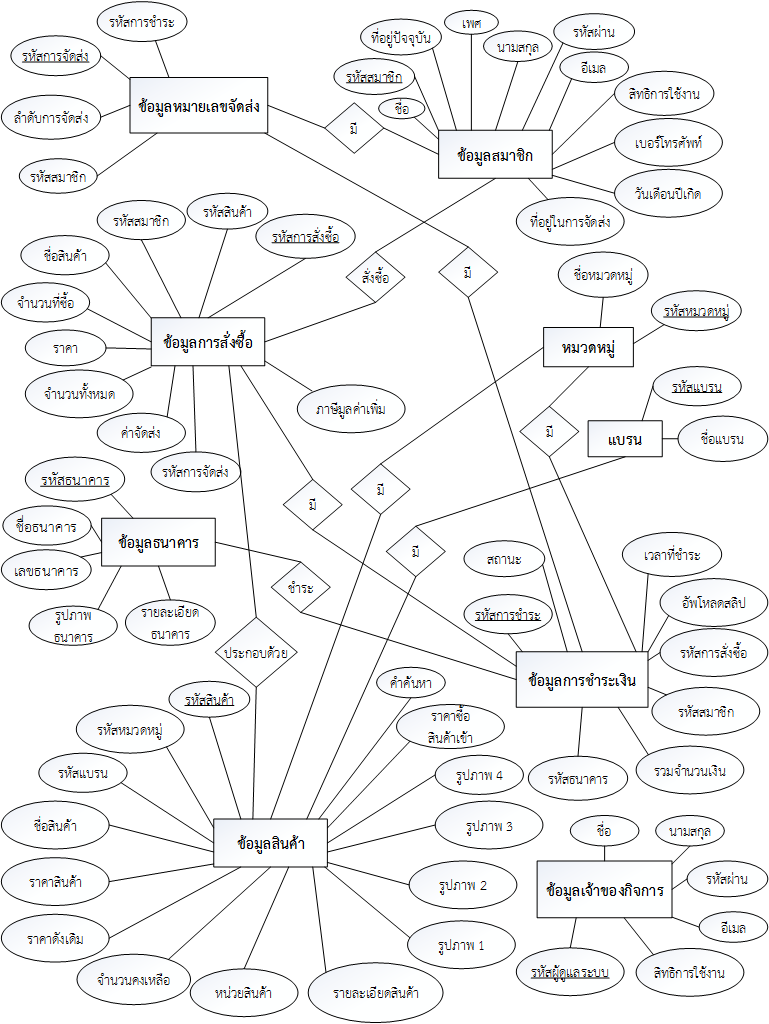 รหัสการชำระ
รหัสการจัดส่ง
ลำดับการจัดส่ง
รหัสสมาชิก
ข้อมูลหมายเลขจัดส่ง
มี
เพศ
ที่อยู่ปัจจุบัน
นามสกุล
รหัสผ่าน
รหัสสมาชิก
อีเมล
ชื่อ
สิทธิการใช้งาน
ข้อมูลสมาชิก
เบอร์โทรศัพท์
วันเดือนปีเกิด
ที่อยู่ในการจัดส่ง
รหัสสมาชิก
รหัสสินค้า
รหัสการสั่งซื้อ
ชื่อสินค้า
สั่งซื้อ
มี
จำนวนที่ซื้อ
ข้อมูลการสั่งซื้อ
ราคา
จำนวนทั้งหมด
ค่าจัดส่ง
รหัสการจัดส่ง
ภาษีมูลค่าเพิ่ม
ชื่อหมวดหมู่
รหัสหมวดหมู่
หมวดหมู่
รหัสแบรน
มี
แบรน
ชื่อแบรน
รหัสธนาคาร
ชื่อธนาคาร
ข้อมูลธนาคาร
เลขธนาคาร
รูปภาพ
ธนาคาร
รายละเอียด
ธนาคาร
มี
มี
มี
ชำระ
ประกอบด้วย
สถานะ
เวลาที่ชำระ
รหัสการชำระ
อัพโหลดสลิป
รหัสการสั่งซื้อ
ข้อมูลการชำระเงิน
รหัสสมาชิก
รหัสธนาคาร
รวมจำนวนเงิน
รหัสสินค้า
คำค้นหา
รหัสหมวดหมู่
ราคาซื้อ
สินค้าเข้า
รหัสแบรน
รูปภาพ 4
ชื่อสินค้า
รูปภาพ 3
ข้อมูลสินค้า
ราคาสินค้า
รูปภาพ 2
ราคาดังเดิม
รูปภาพ 1
จำนวนคงเหลือ
หน่วยสินค้า
รายละเอียดสินค้า
ชื่อ
นามสกุล
รหัสผ่าน
ข้อมูลเจ้าของกิจการ
อีเมล
รหัสผู้ดูแลระบบ
สิทธิการใช้งาน